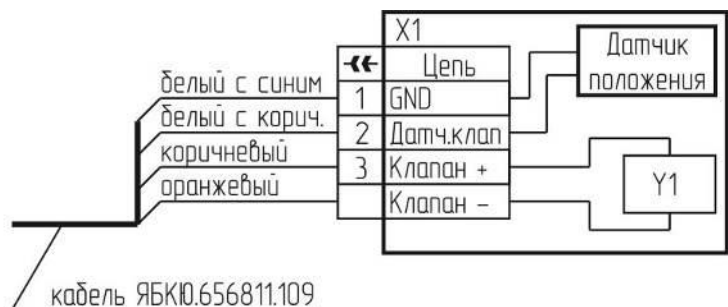 X1
Цепь
Датчик
положения
белый с синим
1 GND
белый с корич.
2 Датч.клап
коричневый
3 Клапан +
оранжевый
Клапан –
Y1
кабель ЯБКЮ.656811.109